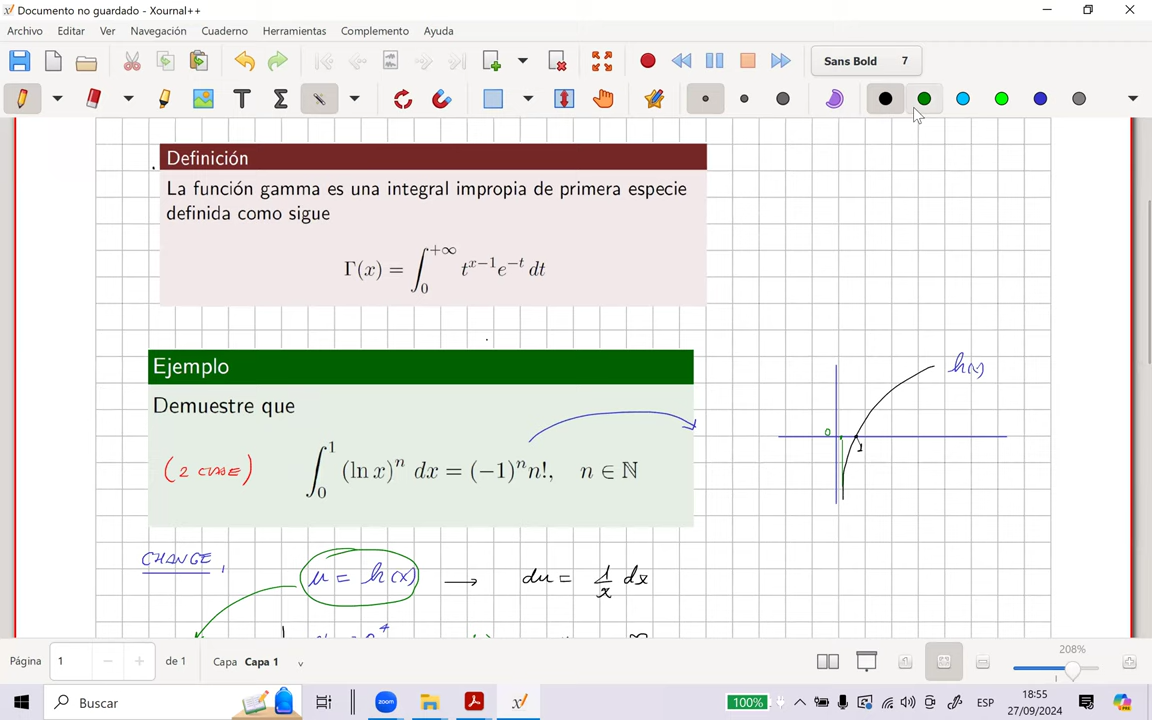 Documento no guardado - Xournal++
Archivo Editar Ver Navegación Cuaderno Herramientas Complemento Ayuda
Sans Bold 7
Definición
La función gamma es una integral impropia de primera especie
definida como sigue
Γ(x) = ∫₀^{+∞} t^{x−1} e^{−t} dt
Ejemplo
Demuestre que
(2 CLASE) ∫₀¹ (ln x)ⁿ dx = (−1)ⁿ n!, n ∈ ℕ
ln(x)
0
1
CHANGE,
u = ln(x) → du = 1/x dx
Página 1 de 1 Capa Capa 1
208%
Buscar
zoom
100%
ESP
18:55
27/09/2024